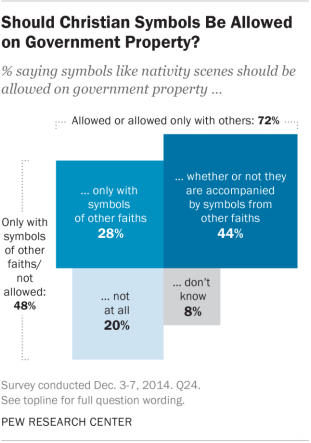 Should Christian Symbols Be Allowed
on Government Property?
% saying symbols like nativity scenes should be
allowed on government property ...
Allowed or allowed only with others: 72%
... only with
symbols
of other faiths
28%
... whether or not they
are accompanied
by symbols from
other faiths
44%
Only with
symbols
of other
faiths/
not
allowed:
48%
... not
at all
20%
... don't
know
8%
Survey conducted Dec. 3-7, 2014. Q24.
See topline for full question wording.
PEW RESEARCH CENTER